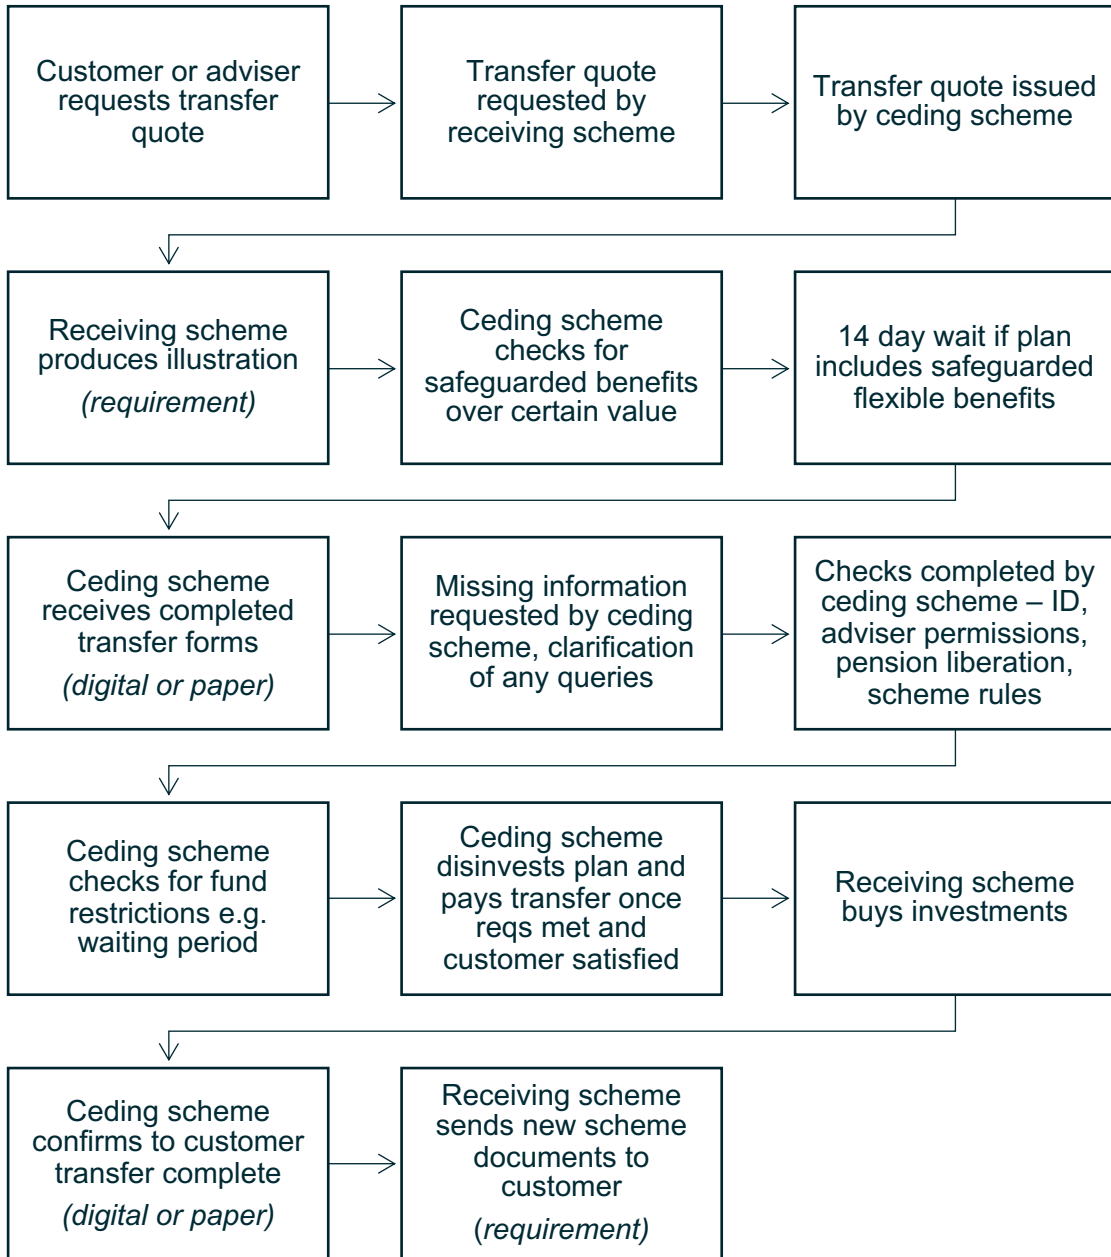 Customer or adviser
requests transfer
quote
Transfer quote
requested by
receiving scheme
Transfer quote issued
by ceding scheme
Receiving scheme
produces illustration
(requirement)
Ceding scheme
checks for
safeguarded benefits
over certain value
14 day wait if plan
includes safeguarded
flexible benefits
Ceding scheme
receives completed
transfer forms
(digital or paper)
Missing information
requested by ceding
scheme, clarification
of any queries
Checks completed by
ceding scheme – ID,
adviser permissions,
pension liberation,
scheme rules
Ceding scheme
checks for fund
restrictions e.g.
waiting period
Ceding scheme
disinvests plan and
pays transfer once
reqs met and
customer satisfied
Receiving scheme
buys investments
Ceding scheme
confirms to customer
transfer complete
(digital or paper)
Receiving scheme
sends new scheme
documents to
customer
(requirement)